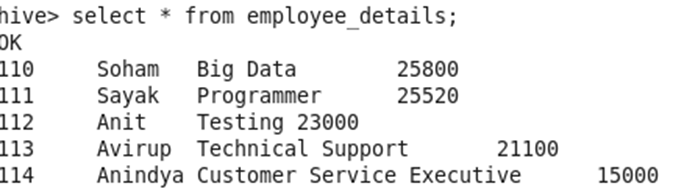 hive> select * from employee_details;
OK
110 Soham Big Data 25800
111 Sayak Programmer 25520
112 Anit Testing 23000
113 Avirup Technical Support 21100
114 Anindya Customer Service Executive 15000